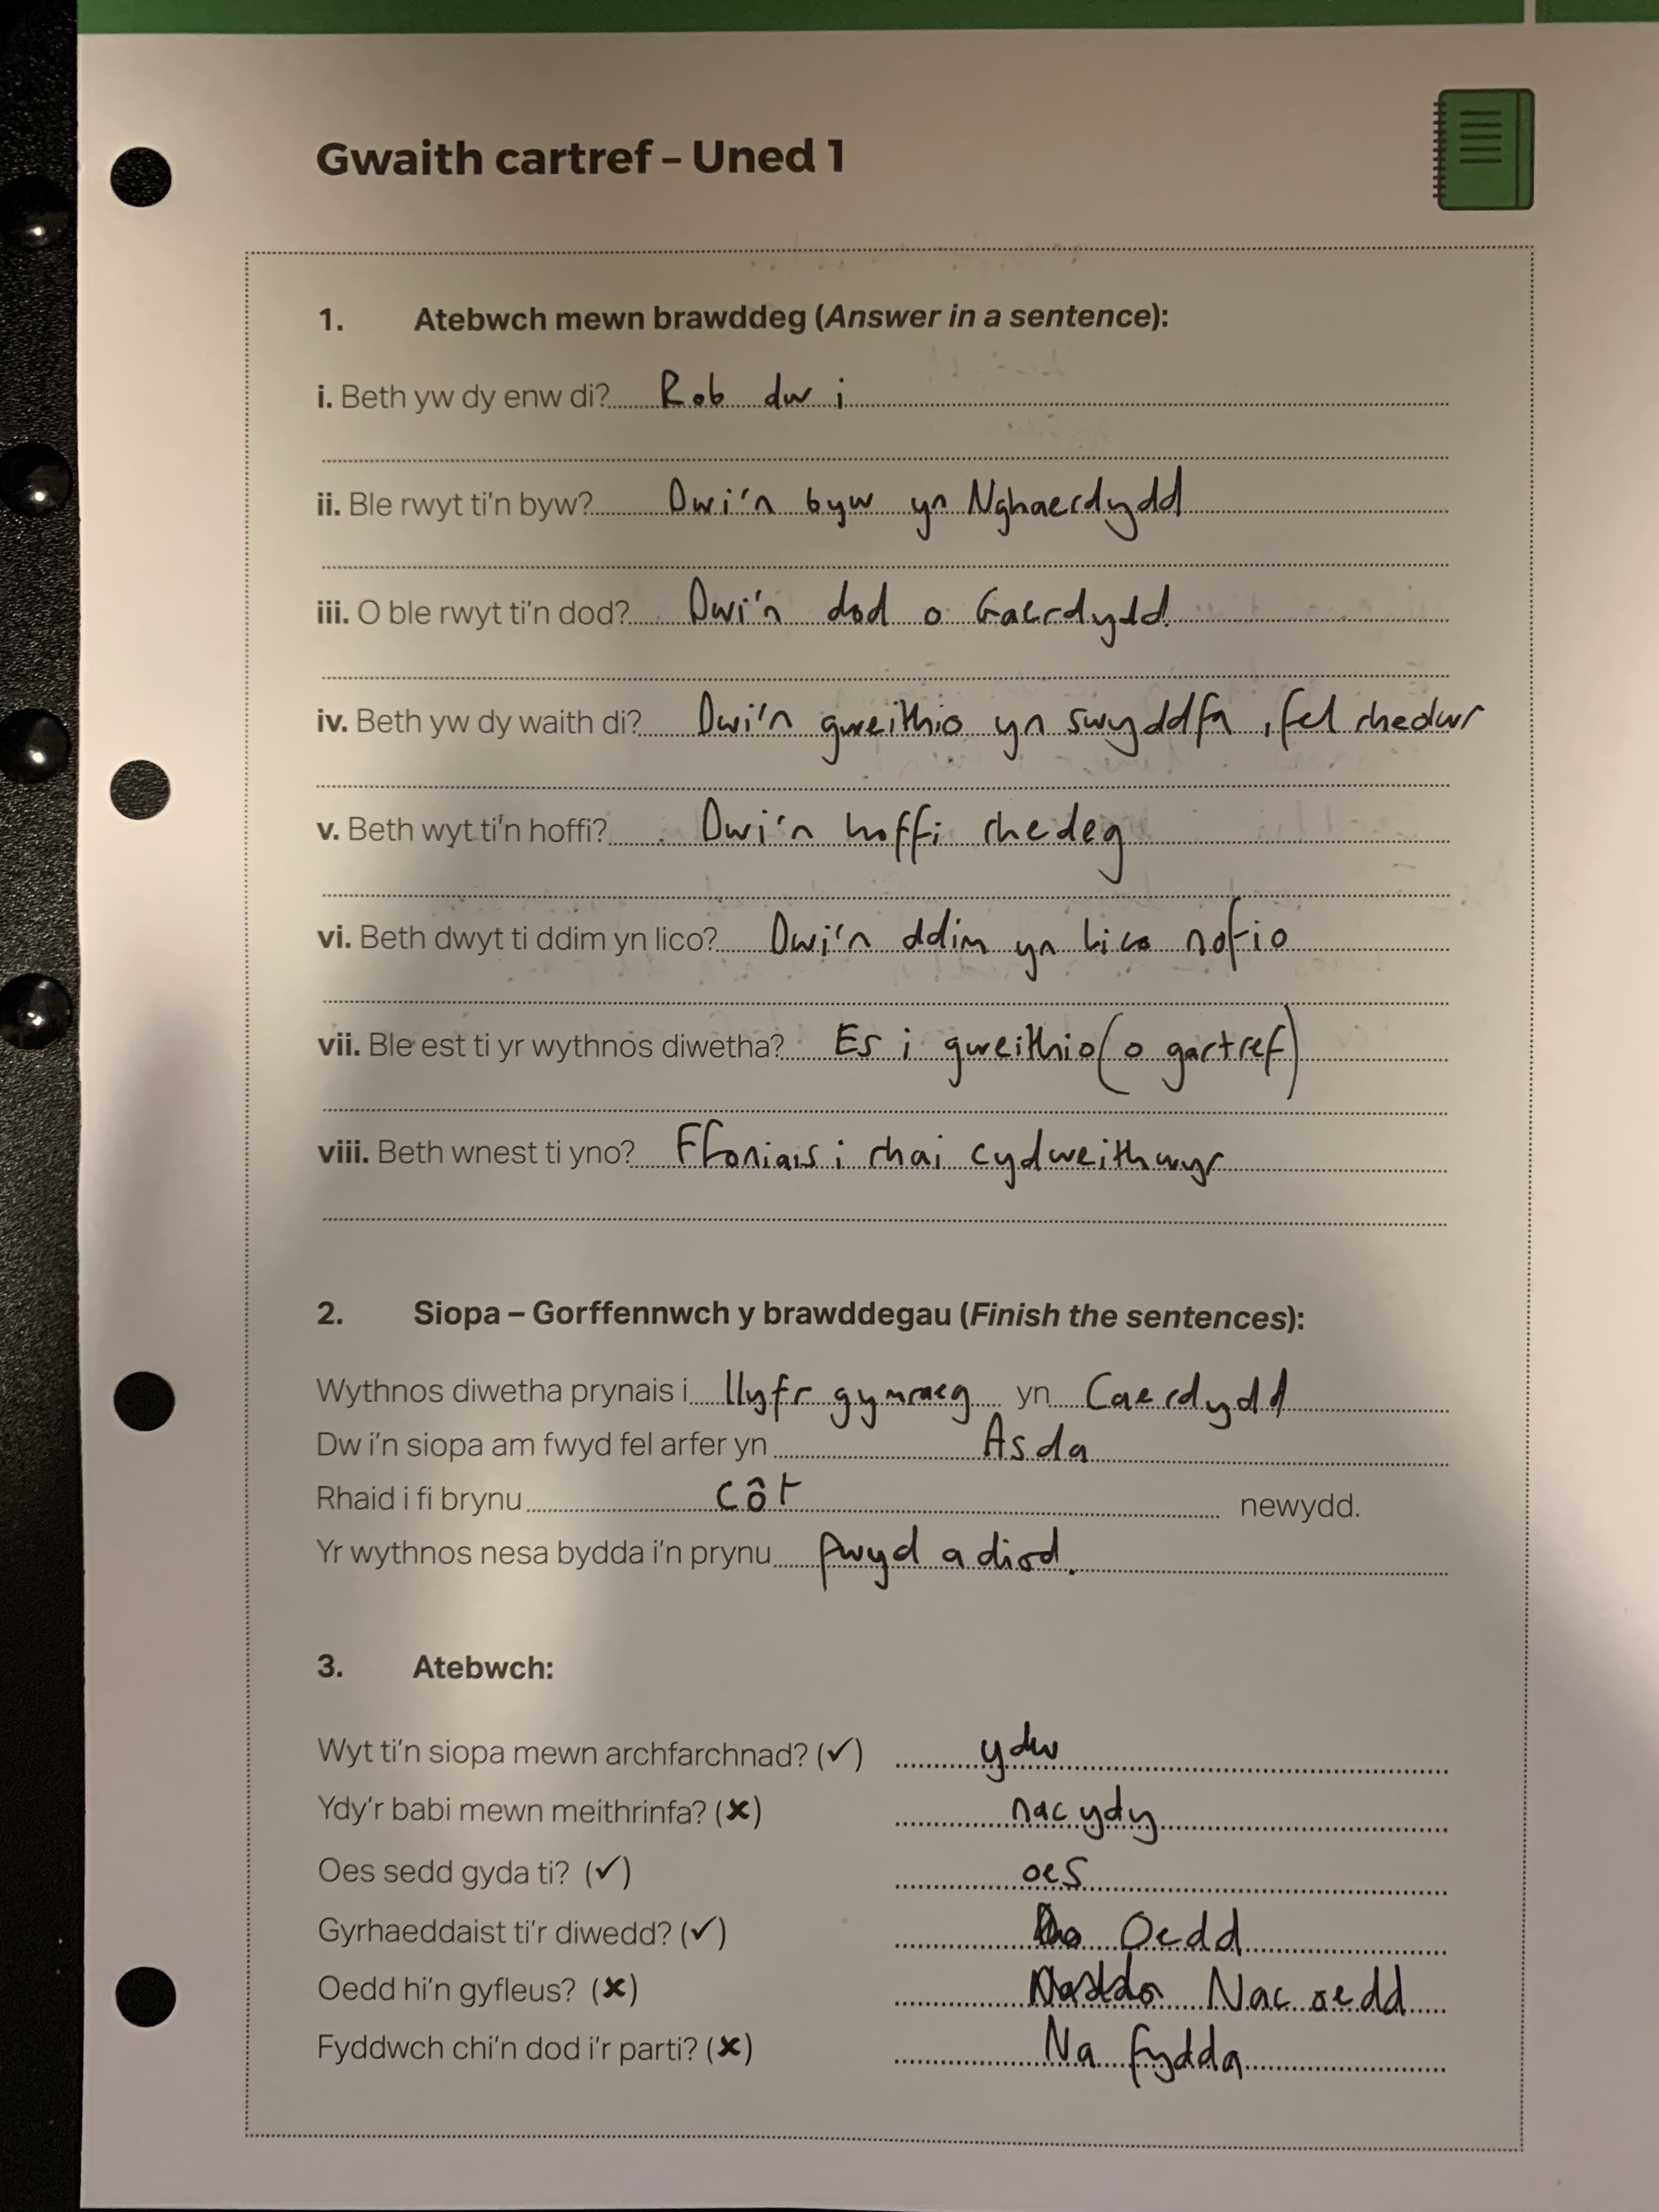 Gwaith cartref – Uned 1
1. Atebwch mewn brawddeg (Answer in a sentence):
i. Beth yw dy enw di? Rob dw i
ii. Ble rwyt ti'n byw? Dwi'n byw yn Nghaerdydd
iii. O ble rwyt ti'n dod? Dwi'n dod o Gaerdydd.
iv. Beth yw dy waith di? Dwi'n gweithio yn swyddfa, fel rhedwr
v. Beth wyt ti'n hoffi? Dwi'n hoffi rhedeg
vi. Beth dwyt ti ddim yn lico? Dwi'n ddim yn lico nofio
vii. Ble est ti yr wythnos diwetha? Es i gweithio (o gartref)
viii. Beth wnest ti yno? Ffoniais i rhai cydweithwyr
2. Siopa – Gorffennwch y brawddegau (Finish the sentences):
Wythnos diwetha prynais i llyfr gymraeg yn Caerdydd
Dw i'n siopa am fwyd fel arfer yn Asda
Rhaid i fi brynu côt newydd.
Yr wythnos nesa bydda i'n prynu fwyd a diod.
3. Atebwch:
Wyt ti'n siopa mewn archfarchnad? (✓) ydw
Ydy'r babi mewn meithrinfa? (✗) nac ydy
Oes sedd gyda ti? (✓) oes
Gyrhaeddaist ti'r diwedd? (✓) Oedd
Oedd hi'n gyfleus? (✗) Nac oedd
Fyddwch chi'n dod i'r parti? (✗) Na fydda